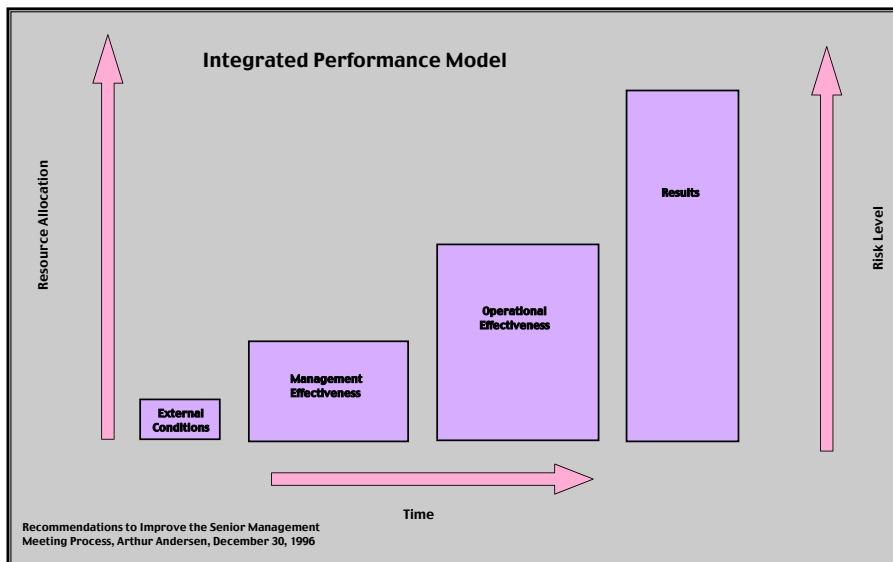 Integrated Performance Model
Resource Allocation
Results
Risk Level
Operational
Effectiveness
Management
Effectiveness
External
Conditions
Time
Recommendations to Improve the Senior Management
Meeting Process, Arthur Andersen, December 30, 1996